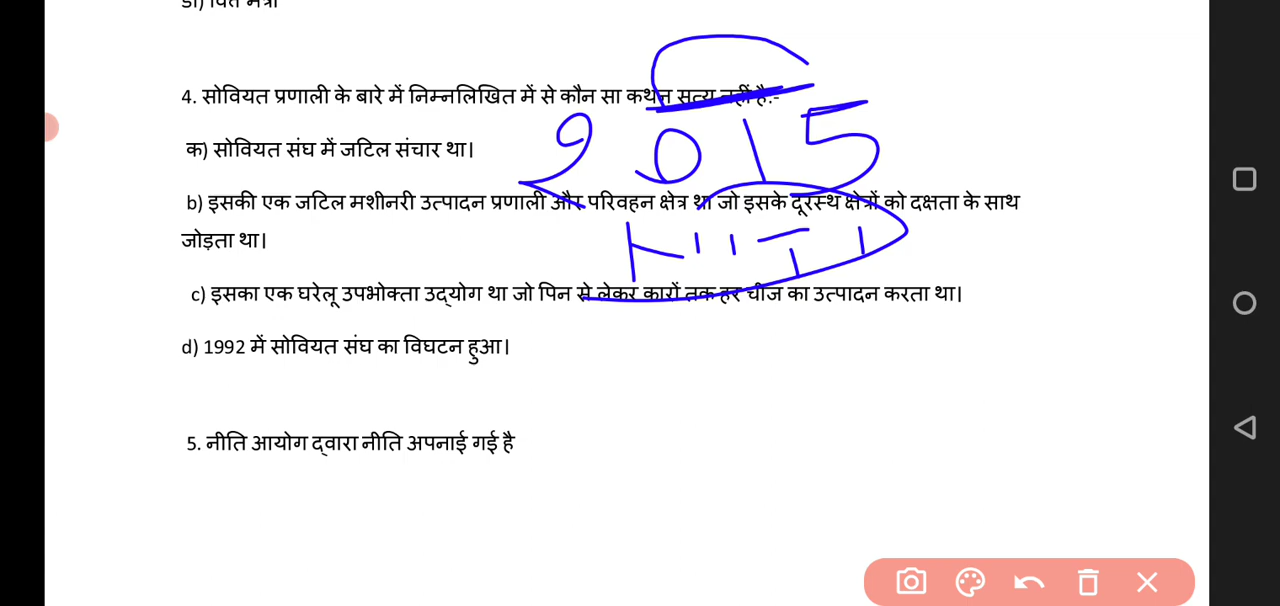 4. सोवियत प्रणाली के बारे में निम्नलिखित में से कौन सा कथन सत्य नहीं है:-
2015
क) सोवियत संघ में जटिल संचार था।
b) इसकी एक जटिल मशीनरी उत्पादन प्रणाली और परिवहन क्षेत्र था जो इसके दूरस्थ क्षेत्रों को दक्षता के साथ
जोड़ता था।
c) इसका एक घरेलू उपभोक्ता उद्योग था जो पिन से लेकर कारों तक हर चीज का उत्पादन करता था।
d) 1992 में सोवियत संघ का विघटन हुआ।
5. नीति आयोग द्वारा नीति अपनाई गई है